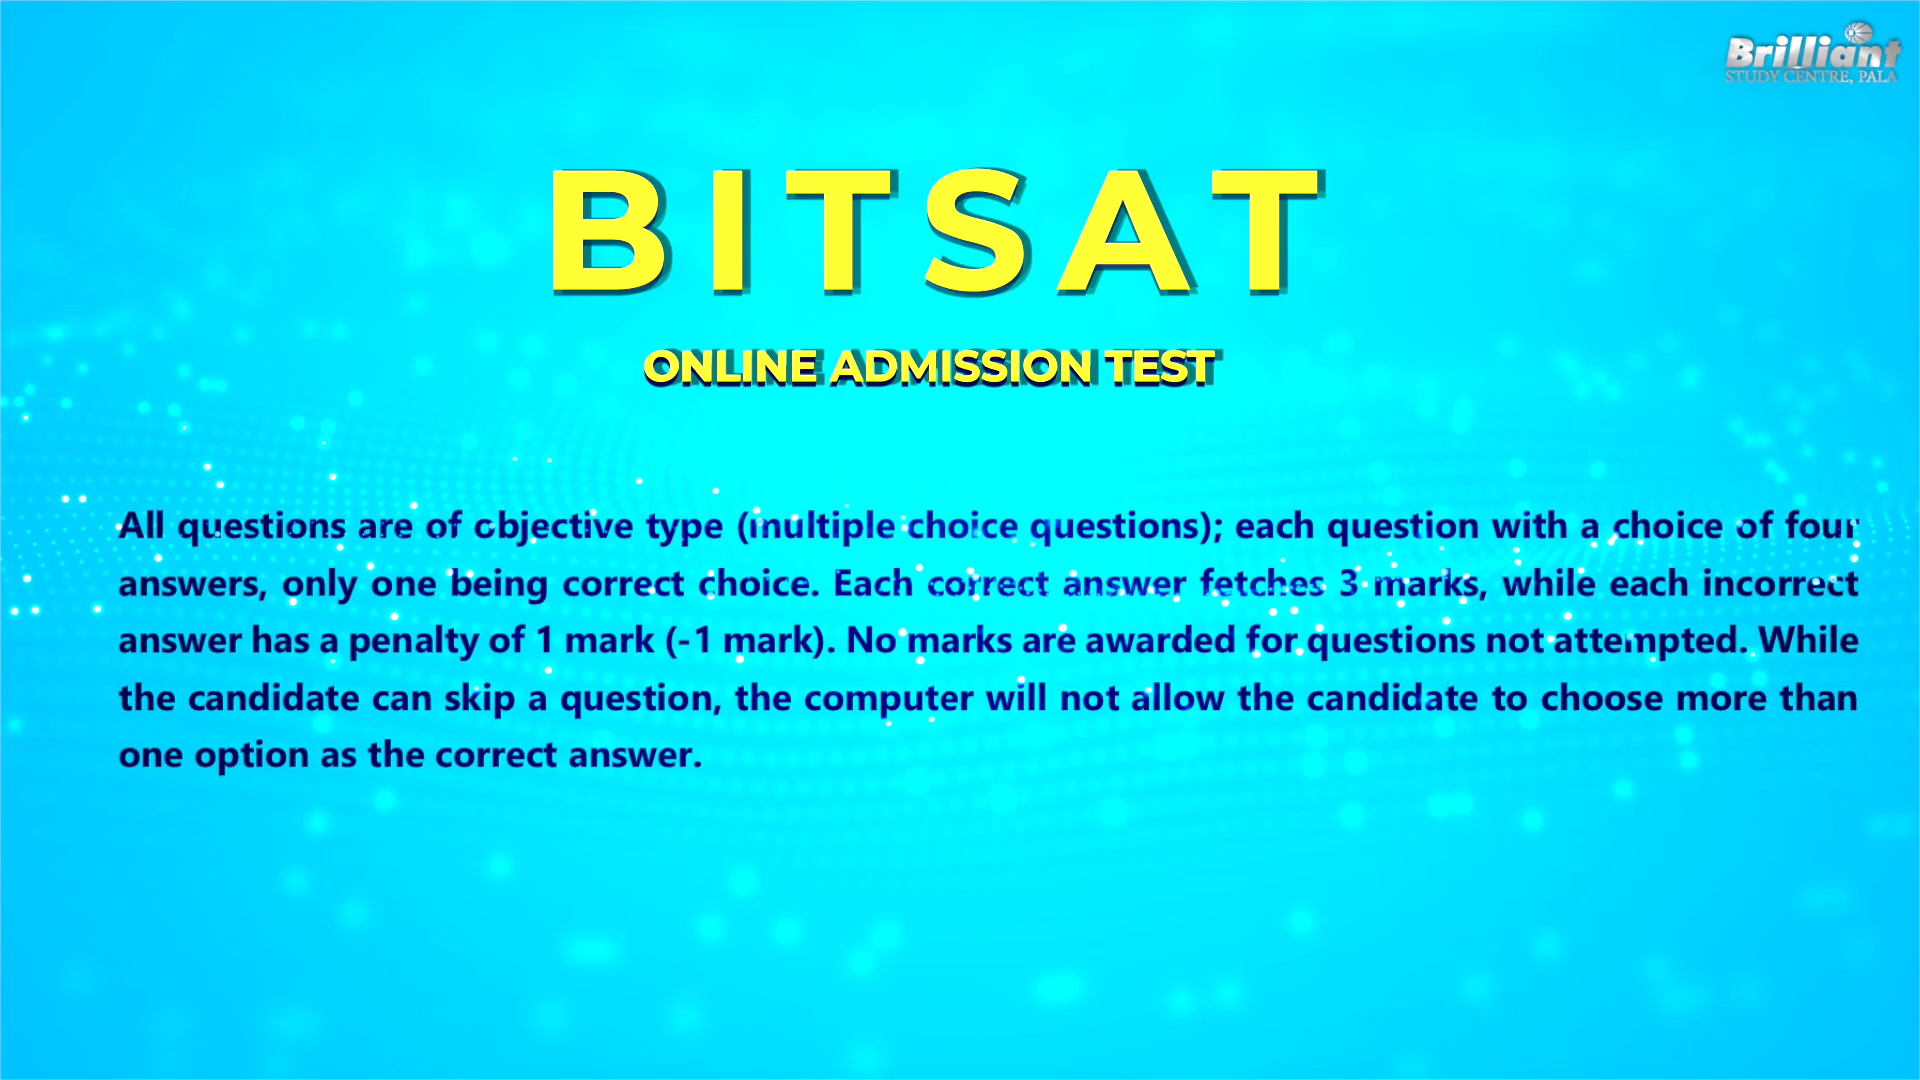 Brilliant
STUDY CENTRE, PALA
BITSAT
ONLINE ADMISSION TEST
All questions are of objective type (multiple choice questions); each question with a choice of four
answers, only one being correct choice. Each correct answer fetches 3 marks, while each incorrect
answer has a penalty of 1 mark (-1 mark). No marks are awarded for questions not attempted. While
the candidate can skip a question, the computer will not allow the candidate to choose more than
one option as the correct answer.